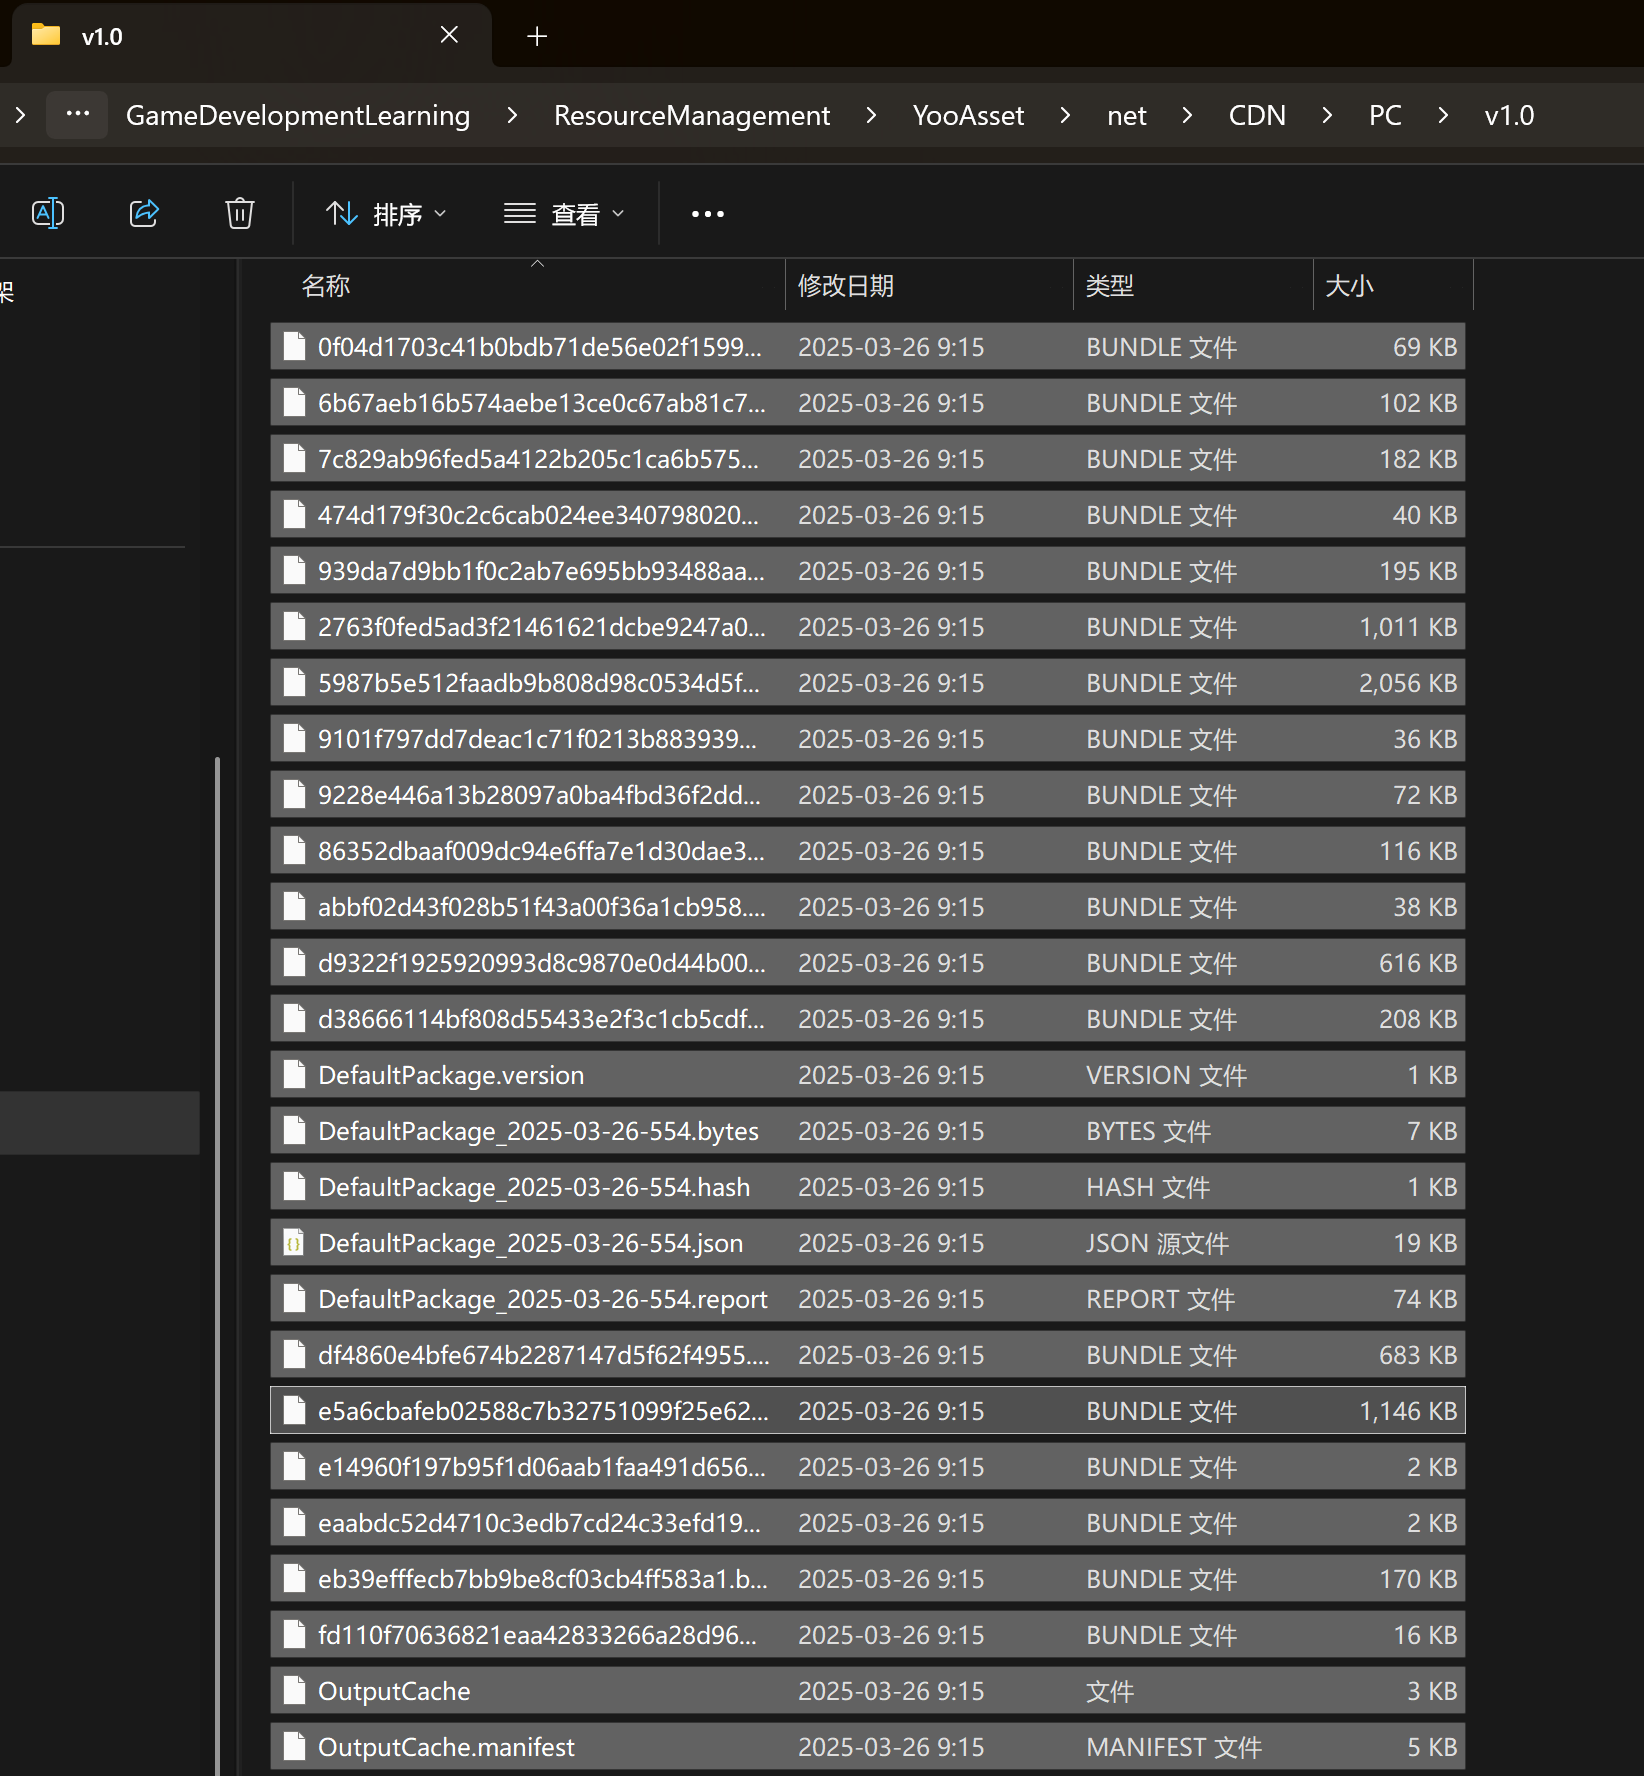 v1.0
GameDevelopmentLearning > ResourceManagement > YooAsset > net > CDN > PC > v1.0
排序 查看
架
名称 修改日期 类型 大小
0f04d1703c41b0bdb71de56e02f1599... 2025-03-26 9:15 BUNDLE 文件 69 KB
6b67aeb16b574aebe13ce0c67ab81c7... 2025-03-26 9:15 BUNDLE 文件 102 KB
7c829ab96fed5a4122b205c1ca6b575... 2025-03-26 9:15 BUNDLE 文件 182 KB
474d179f30c2c6cab024ee340798020... 2025-03-26 9:15 BUNDLE 文件 40 KB
939da7d9bb1f0c2ab7e695bb93488aa... 2025-03-26 9:15 BUNDLE 文件 195 KB
2763f0fed5ad3f21461621dcbe9247a0... 2025-03-26 9:15 BUNDLE 文件 1,011 KB
5987b5e512faadb9b808d98c0534d5f... 2025-03-26 9:15 BUNDLE 文件 2,056 KB
9101f797dd7deac1c71f0213b883939... 2025-03-26 9:15 BUNDLE 文件 36 KB
9228e446a13b28097a0ba4fbd36f2dd... 2025-03-26 9:15 BUNDLE 文件 72 KB
86352dbaaf009dc94e6ffa7e1d30dae3... 2025-03-26 9:15 BUNDLE 文件 116 KB
abbf02d43f028b51f43a00f36a1cb958.... 2025-03-26 9:15 BUNDLE 文件 38 KB
d9322f1925920993d8c9870e0d44b00... 2025-03-26 9:15 BUNDLE 文件 616 KB
d38666114bf808d55433e2f3c1cb5cdf... 2025-03-26 9:15 BUNDLE 文件 208 KB
DefaultPackage.version 2025-03-26 9:15 VERSION 文件 1 KB
DefaultPackage_2025-03-26-554.bytes 2025-03-26 9:15 BYTES 文件 7 KB
DefaultPackage_2025-03-26-554.hash 2025-03-26 9:15 HASH 文件 1 KB
DefaultPackage_2025-03-26-554.json 2025-03-26 9:15 JSON 源文件 19 KB
DefaultPackage_2025-03-26-554.report 2025-03-26 9:15 REPORT 文件 74 KB
df4860e4bfe674b2287147d5f62f4955.... 2025-03-26 9:15 BUNDLE 文件 683 KB
e5a6cbafeb02588c7b32751099f25e62... 2025-03-26 9:15 BUNDLE 文件 1,146 KB
e14960f197b95f1d06aab1faa491d656... 2025-03-26 9:15 BUNDLE 文件 2 KB
eaabdc52d4710c3edb7cd24c33efd19... 2025-03-26 9:15 BUNDLE 文件 2 KB
eb39efffecb7bb9be8cf03cb4ff583a1.b... 2025-03-26 9:15 BUNDLE 文件 170 KB
fd110f70636821eaa42833266a28d96... 2025-03-26 9:15 BUNDLE 文件 16 KB
OutputCache 2025-03-26 9:15 文件 3 KB
OutputCache.manifest 2025-03-26 9:15 MANIFEST 文件 5 KB